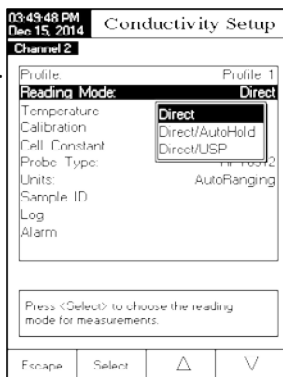 03:49:48 PM
Dec 15, 2014
Conductivity Setup
Channel 2
Profile: Profile 1
Reading Mode: Direct
Temperature
Direct
Calibration
Direct/AutoHold
Cell Constant
Direct/USP
Probe Type:
Units: AutoRanging
Sample ID
Log
Alarm
Press <Select> to choose the reading
mode for measurements.
Escape Select △ ▽